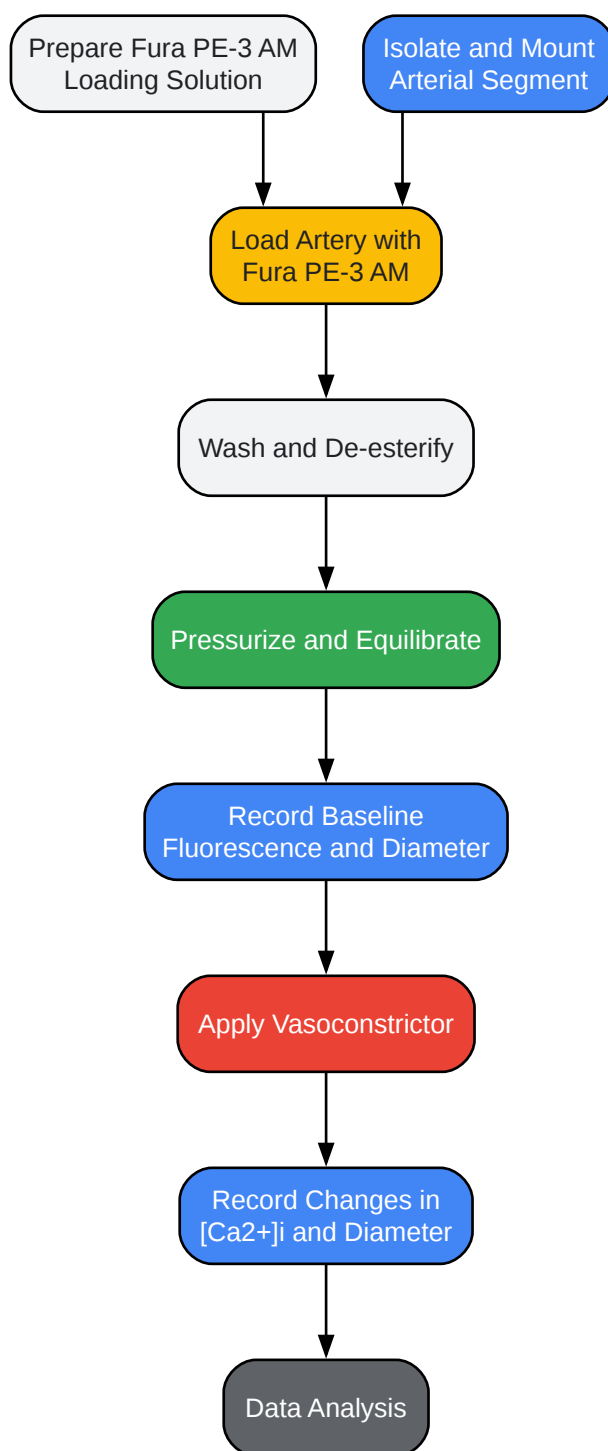 Prepare Fura PE-3 AM
Loading Solution
Isolate and Mount
Arterial Segment
Load Artery with
Fura PE-3 AM
Wash and De-esterify
Pressurize and Equilibrate
Record Baseline
Fluorescence and Diameter
Apply Vasoconstrictor
Record Changes in
[Ca2+]i and Diameter
Data Analysis